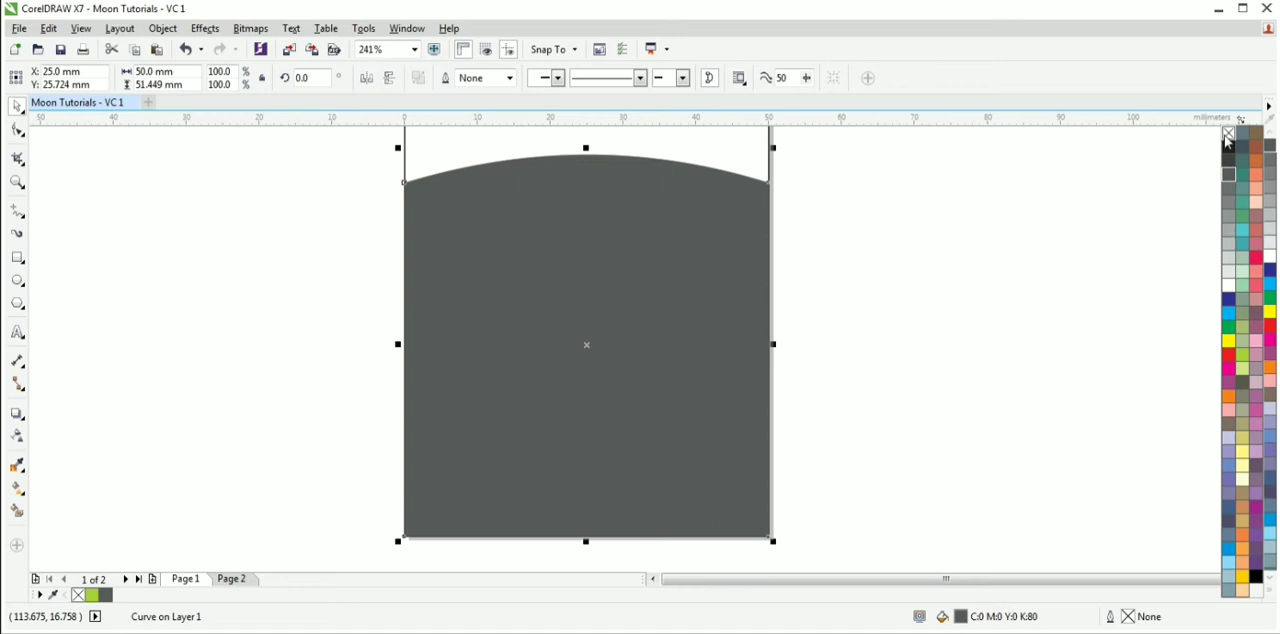 CorelDRAW X7 - Moon Tutorials - VC 1
File Edit View Layout Object Effects Bitmaps Text Table Tools Window Help
241% Snap To
X: 25.0 mm 50.0 mm 100.0 % 0.0 ° None 50
Y: 25.724 mm 51.449 mm 100.0 %
Moon Tutorials - VC 1
50 40 30 20 10 0 10 20 30 40 50 60 70 80 90 100 millimeters
1 of 2 Page 1 Page 2
(113.675, 16.758) Curve on Layer 1 C:0 M:0 Y:0 K:80 None